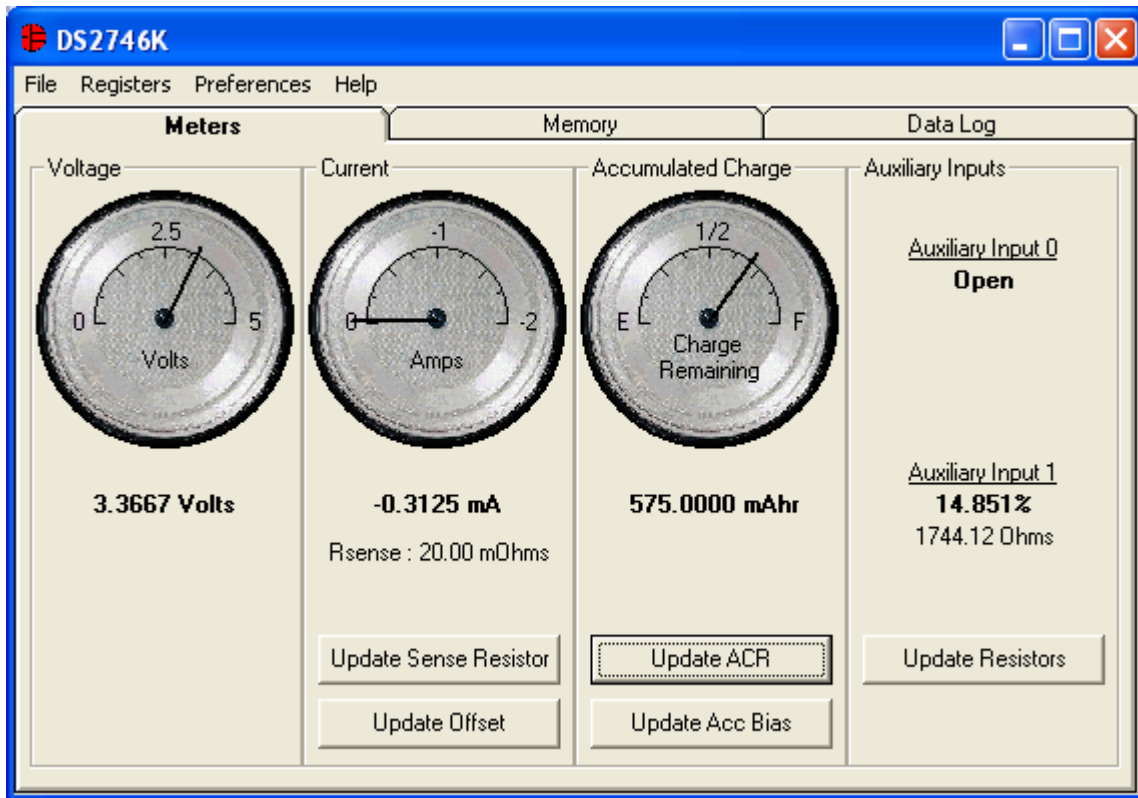 DS2746K
File Registers Preferences Help
Meters Memory Data Log
Voltage
2.5
0 5
Volts
3.3667 Volts
Current
-1
0 -2
Amps
-0.3125 mA
Rsense : 20.00 mOhms
Update Sense Resistor
Update Offset
Accumulated Charge
1/2
E F
Charge
Remaining
575.0000 mAhr
Update ACR
Update Acc Bias
Auxiliary Inputs
Auxiliary Input 0
Open
Auxiliary Input 1
14.851%
1744.12 Ohms
Update Resistors